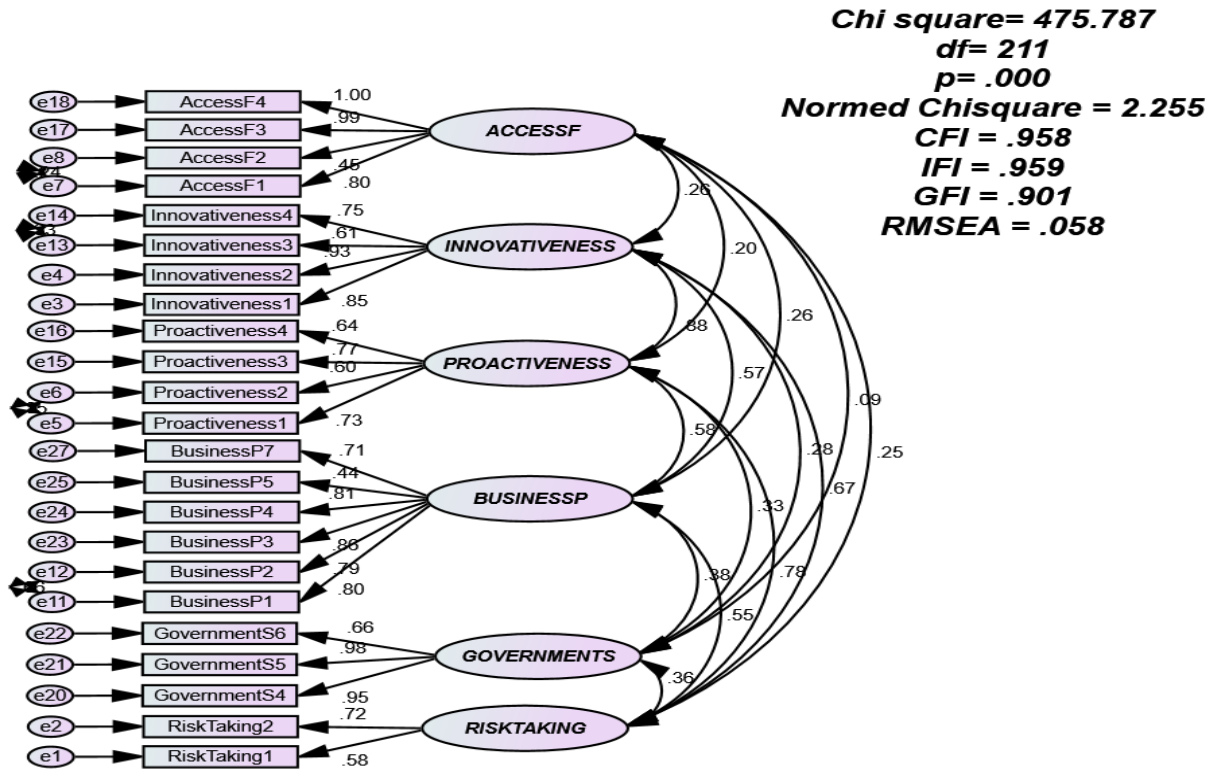 Chi square= 475.787
df= 211
p= .000
Normed Chisquare = 2.255
CFI = .958
IFI = .959
GFI = .901
RMSEA = .058
e18 AccessF4 1.00
e17 AccessF3 .99 ACCESSF
e8 AccessF2 .45
e7 AccessF1 .80
.26
e14 Innovativeness4 .75
e13 Innovativeness3 .61 INNOVATIVENESS
e4 Innovativeness2 .93
e3 Innovativeness1 .85
.20
.26
.88
e16 Proactiveness4 .64
e15 Proactiveness3 .77 PROACTIVENESS
e6 Proactiveness2 .60
e5 Proactiveness1 .73
.57
.09
.58
.28
.25
e27 BusinessP7 .71
e25 BusinessP5 .44
e24 BusinessP4 .81 BUSINESSP
e23 BusinessP3 .86
e12 BusinessP2 .79
e11 BusinessP1 .80
.67
.33
.38
.78
.55
e22 GovernmentS6 .66
e21 GovernmentS5 .98 GOVERNMENTS
e20 GovernmentS4 .95
.36
e2 RiskTaking2 .72 RISKTAKING
e1 RiskTaking1 .58